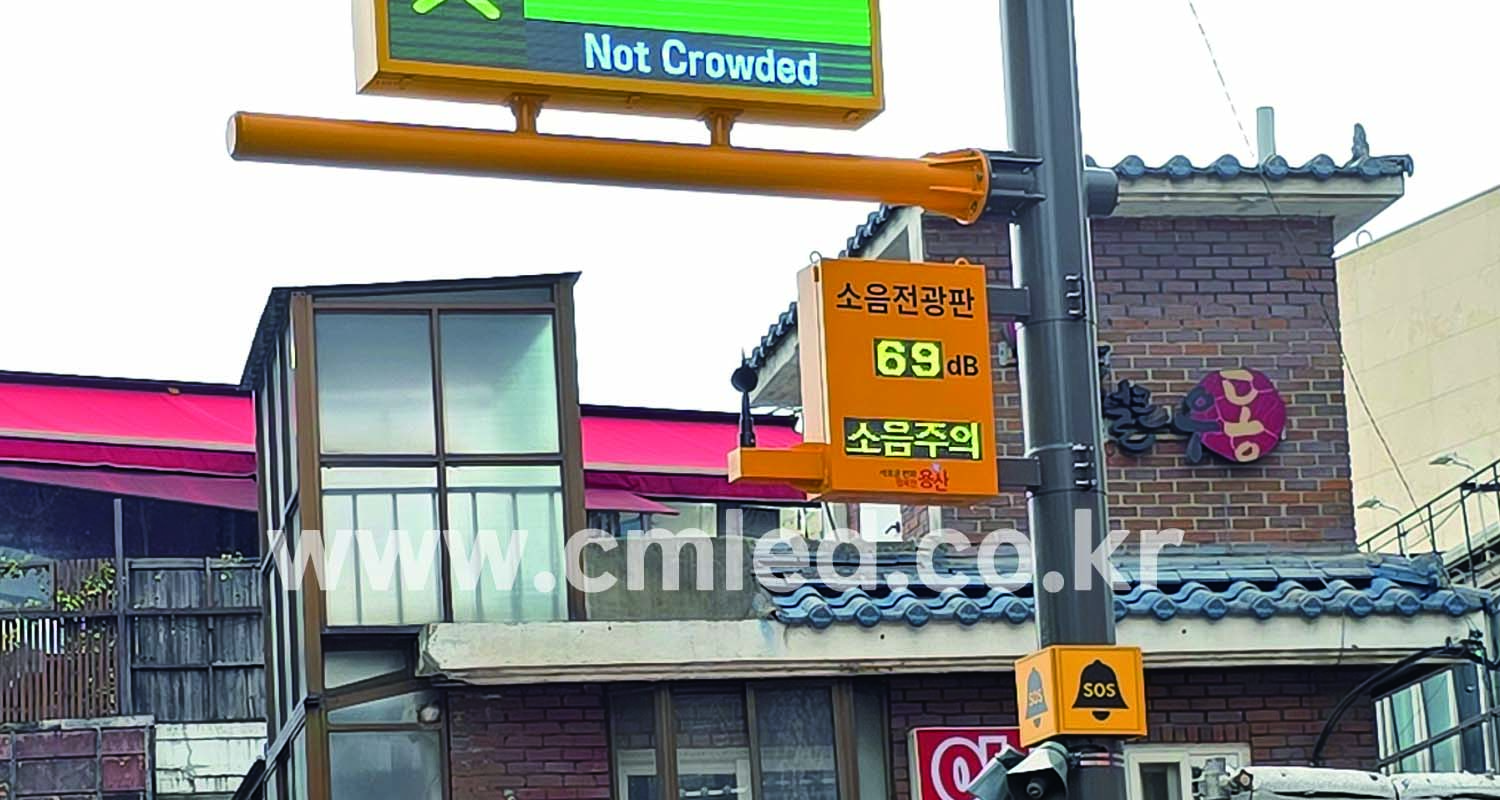 Not Crowded
소음전광판
69 dB
소음주의
용산
www.cmled.co.kr
SOS
SOS